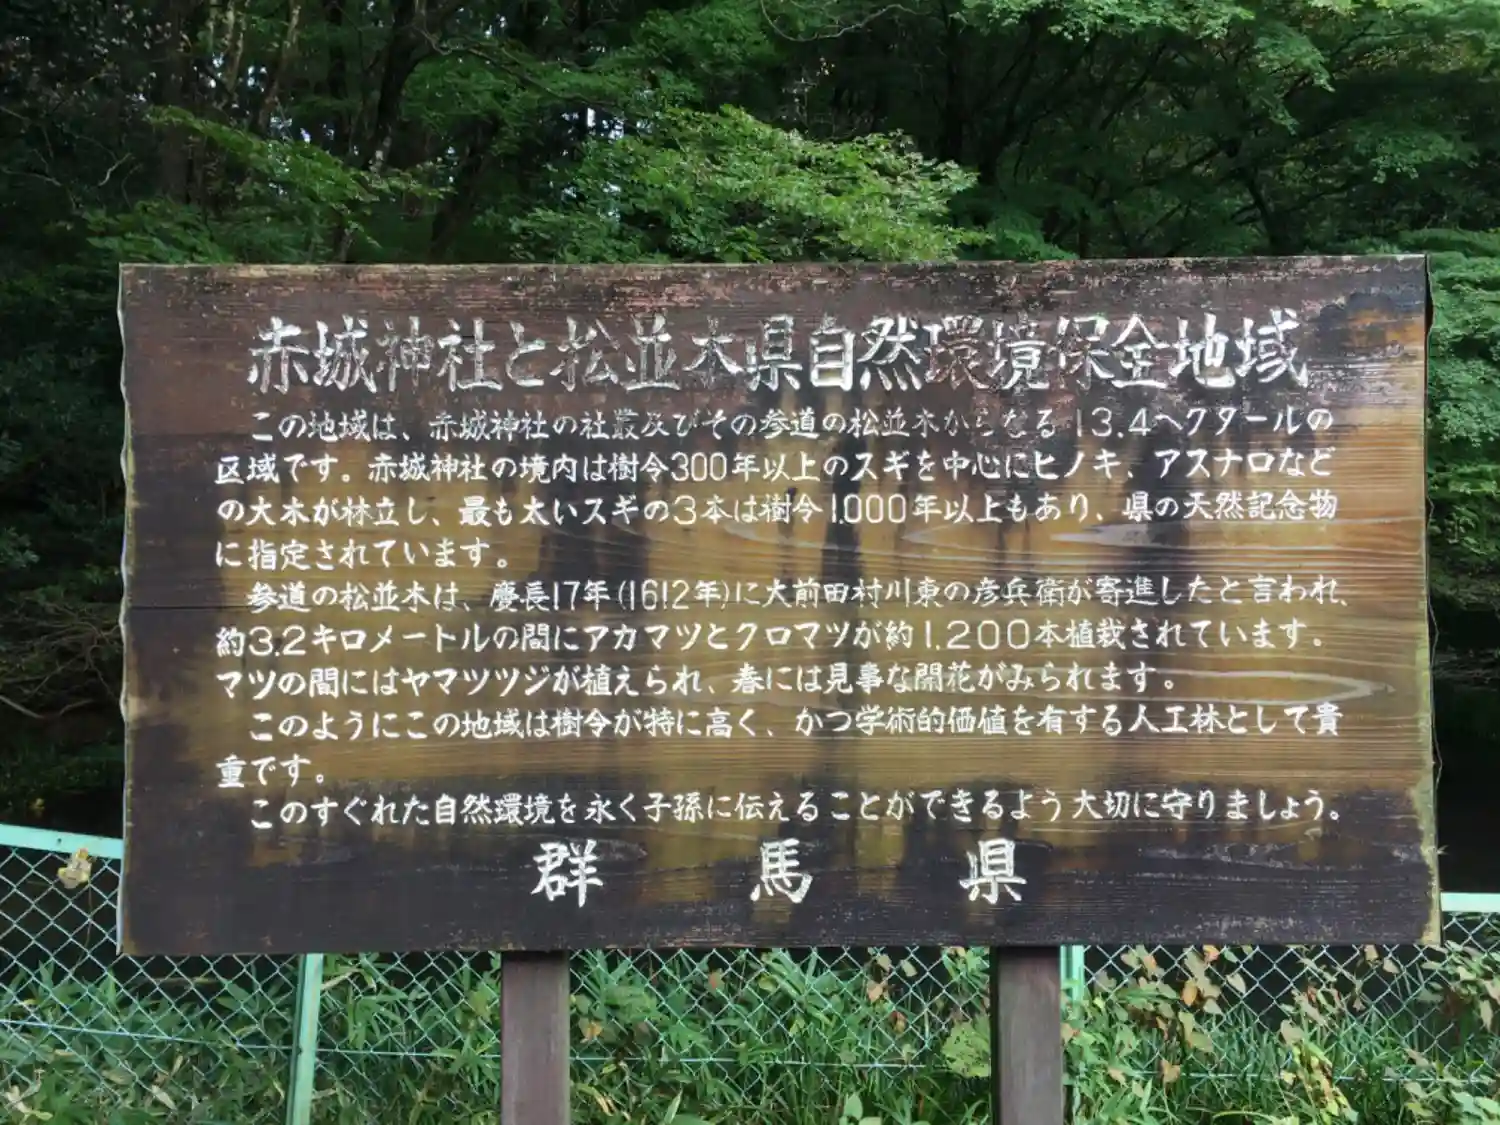 赤城神社と松並木県自然環境保全地域
この地域は、赤城神社の社叢及びその参道の松並木からなる13.4ヘクタールの
区域です。赤城神社の境内は樹令300年以上のスギを中心にヒノキ、アスナロなど
の大木が林立し、最も太いスギの3本は樹令1.000年以上もあり、県の天然記念物
に指定されています。
参道の松並木は、慶長17年(1612年)に大前田村川東の彦兵衛が寄進したと言われ、
約3.2キロメートルの間にアカマツとクロマツが約1.200本植栽されています。
マツの間にはヤマツツジが植えられ、春には見事な開花がみられます。
このようにこの地域は樹令が特に高く、かつ学術的価値を有する人工林として貴
重です。
このすぐれた自然環境を永く子孫に伝えることができるよう大切に守りましょう。
群馬県